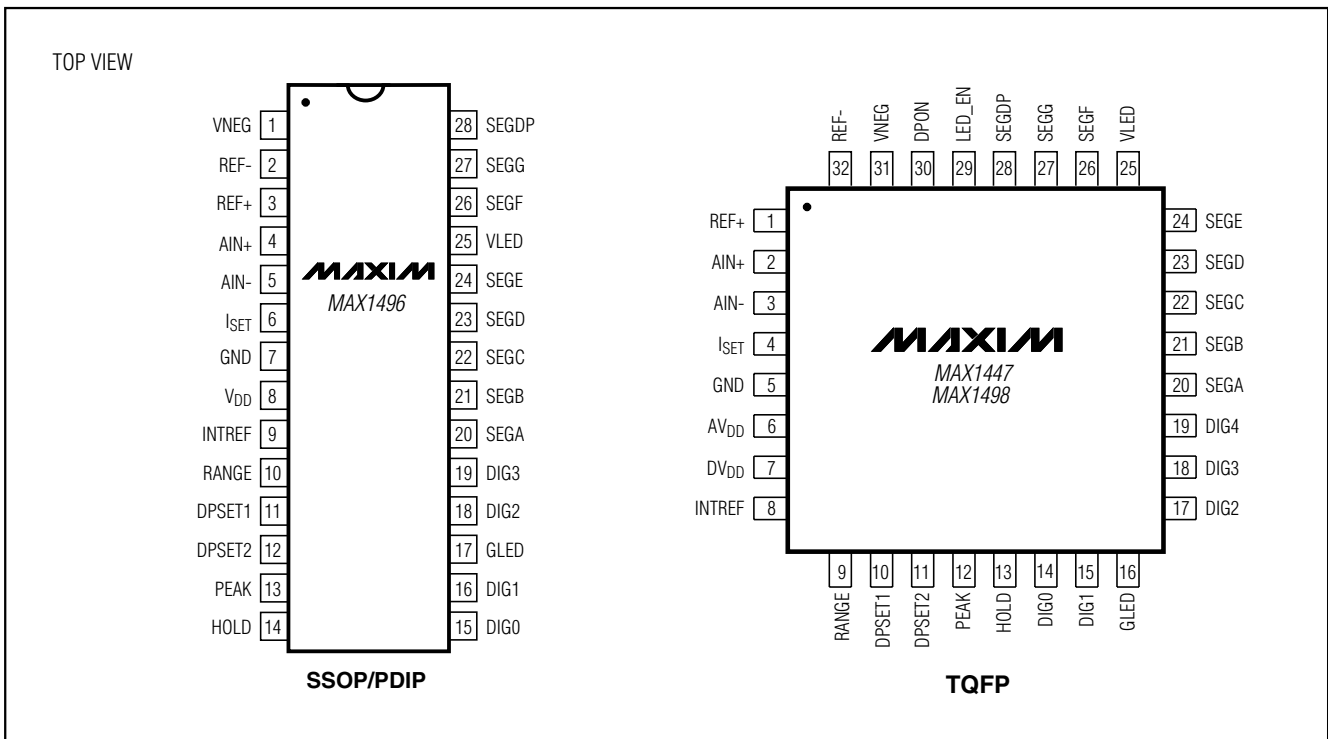 TOP VIEW
VNEG 1
REF- 2
REF+ 3
AIN+ 4
AIN- 5
ISET 6
GND 7
VDD 8
INTREF 9
RANGE 10
DPSET1 11
DPSET2 12
PEAK 13
HOLD 14
MAXIM
MAX1496
28 SEGDP
27 SEGG
26 SEGF
25 VLED
24 SEGE
23 SEGD
22 SEGC
21 SEGB
20 SEGA
19 DIG3
18 DIG2
17 GLED
16 DIG1
15 DIG0
SSOP/PDIP
REF- VNEG DPON LED_EN SEGDP SEGG SEGF VLED
32 31 30 29 28 27 26 25
REF+ 1
AIN+ 2
AIN- 3
ISET 4
GND 5
AVDD 6
DVDD 7
INTREF 8
MAXIM
MAX1447
MAX1498
24 SEGE
23 SEGD
22 SEGC
21 SEGB
20 SEGA
19 DIG4
18 DIG3
17 DIG2
9 10 11 12 13 14 15 16
RANGE DPSET1 DPSET2 PEAK HOLD DIG0 DIG1 GLED
TQFP